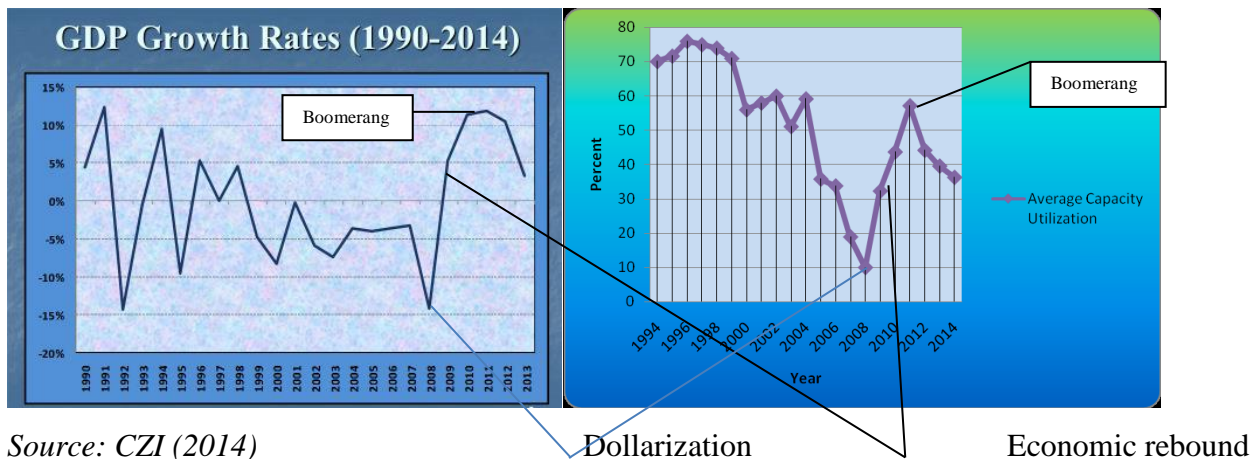 GDP Growth Rates (1990-2014)
15%
10%
5%
0%
-5%
-10%
-15%
-20%
Boomerang
1990 1991 1992 1993 1994 1995 1996 1997 1998 1999 2000 2001 2002 2003 2004 2005 2006 2007 2008 2009 2010 2011 2012 2013
80
70
60
50
40
30
20
10
0
Percent
Boomerang
Average Capacity
Utilization
1994 1996 1998 2000 2002 2004 2006 2008 2010 2012 2014
Year
Source: CZI (2014) Dollarization Economic rebound